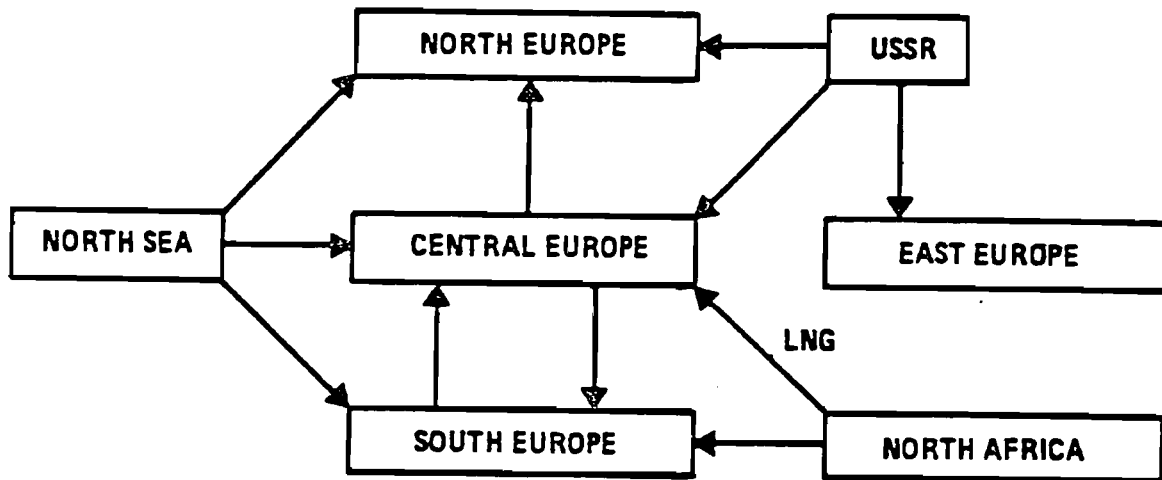 NORTH EUROPE
USSR
NORTH SEA
CENTRAL EUROPE
EAST EUROPE
LNG
SOUTH EUROPE
NORTH AFRICA